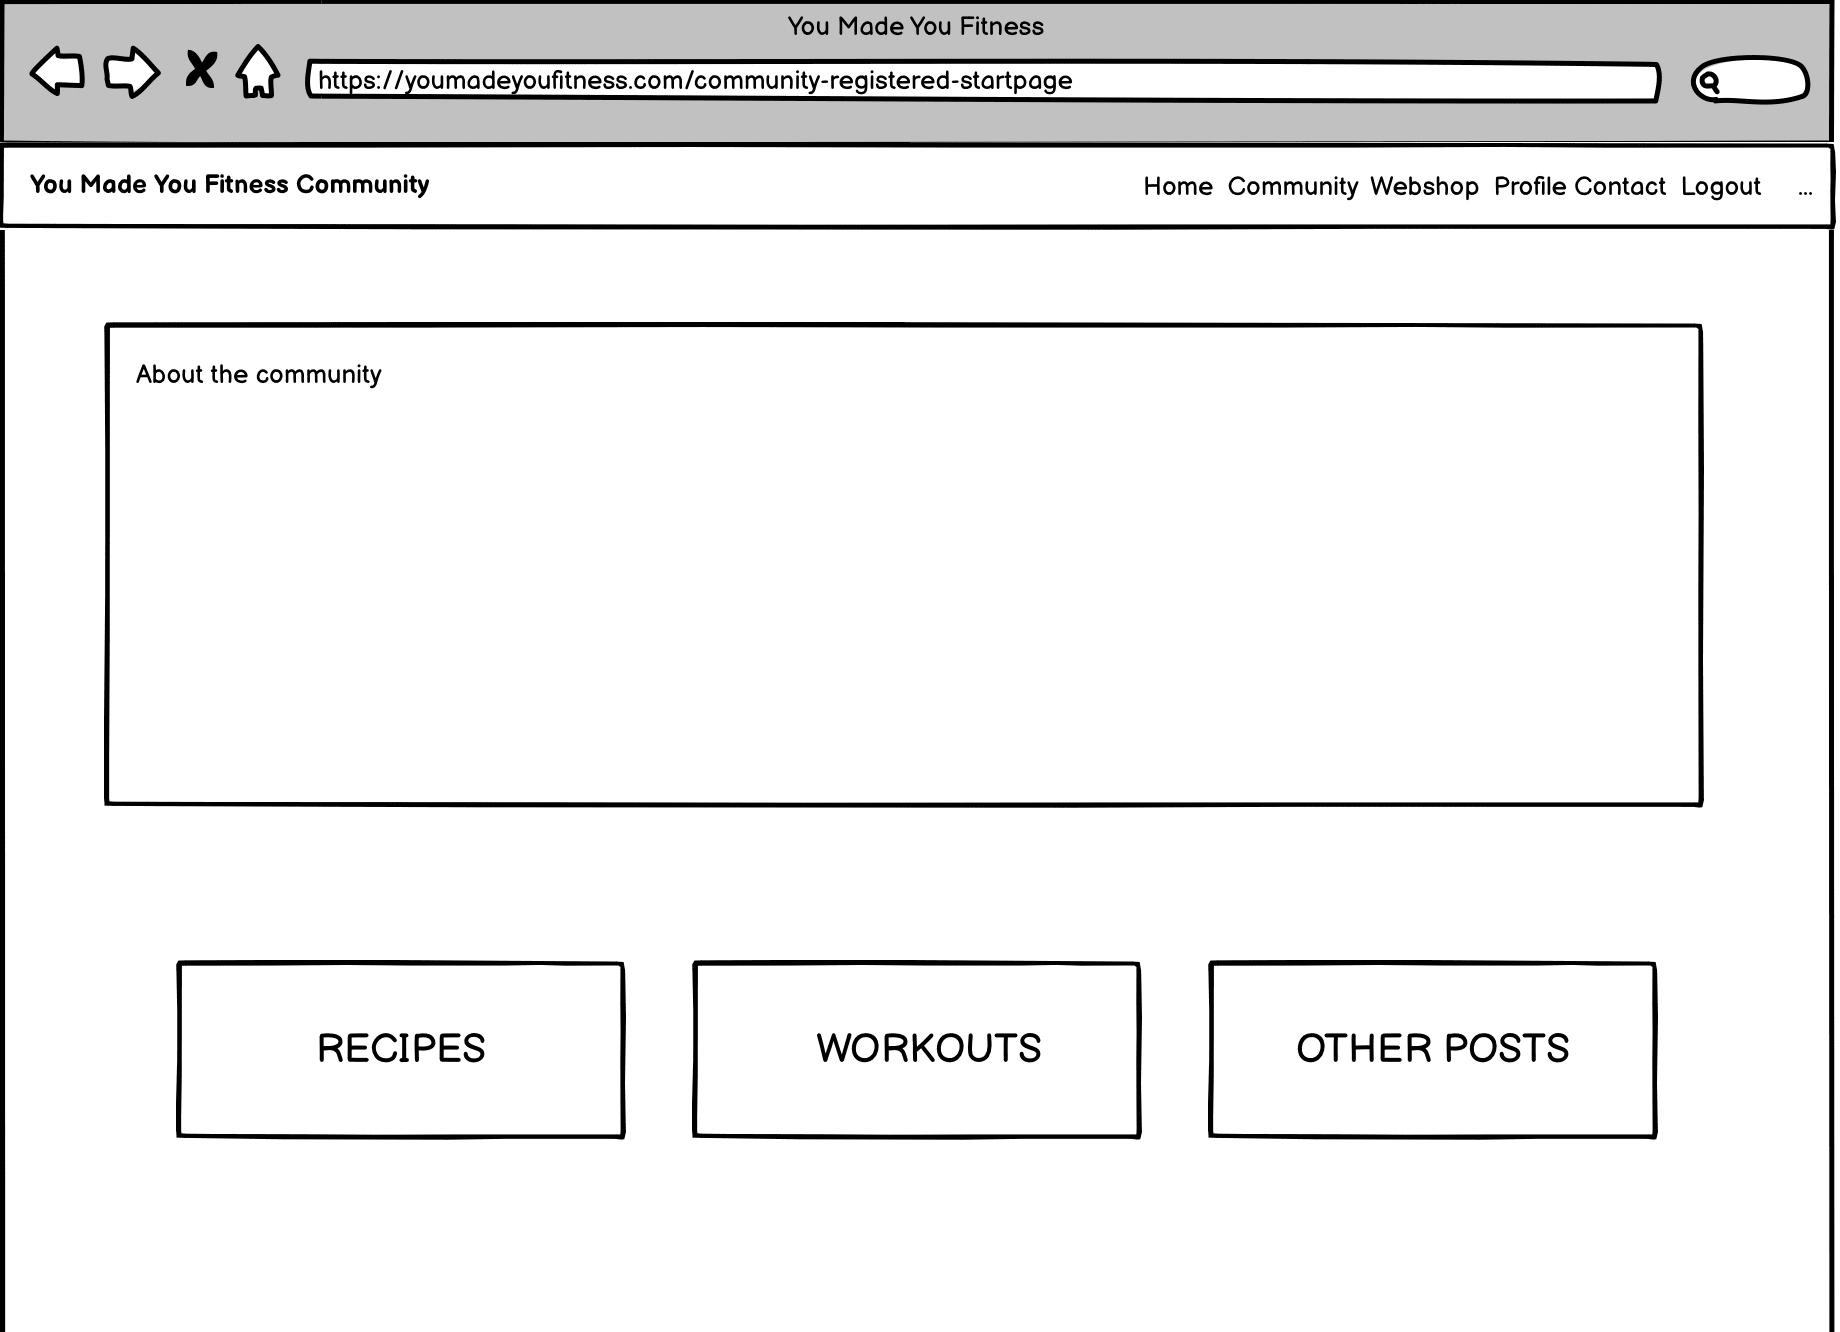 You Made You Fitness
https://youmadeyoufitness.com/community-registered-startpage
You Made You Fitness Community
Home Community Webshop Profile Contact Logout ...
About the community
RECIPES
WORKOUTS
OTHER POSTS